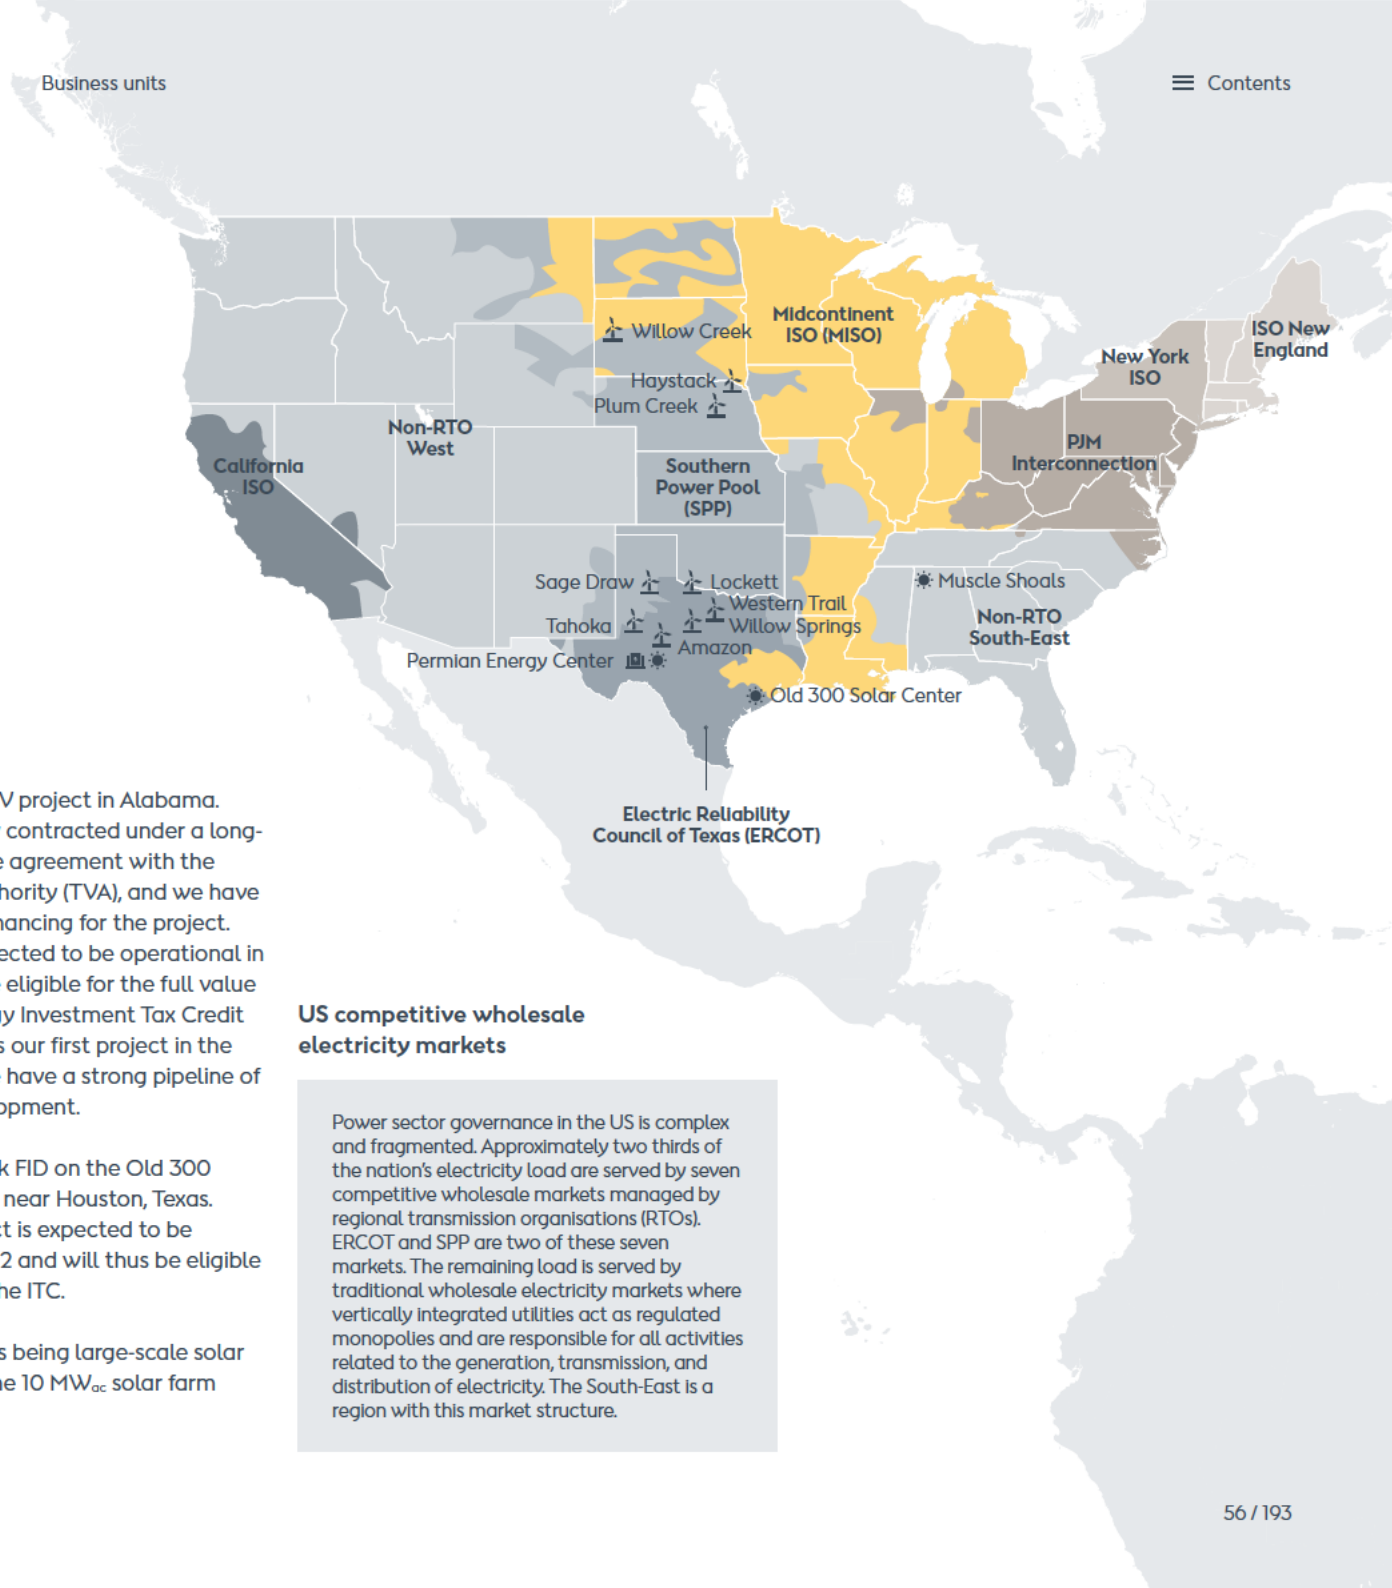 Business units
Contents
Midcontinent
ISO (MISO)
ISO New
England
New York
ISO
Willow Creek
Haystack
Plum Creek
Non-RTO
West
PJM
Interconnection
California
ISO
Southern
Power Pool
(SPP)
Sage Draw
Lockett
Muscle Shoals
Western Trail
Non-RTO
South-East
Tahoka
Willow Springs
Amazon
Permian Energy Center
Old 300 Solar Center
Electric Reliability
Council of Texas (ERCOT)
V project in Alabama.
contracted under a long-
agreement with the
hority (TVA), and we have
nancing for the project.
ected to be operational in
eligible for the full value
y Investment Tax Credit
s our first project in the
have a strong pipeline of
opment.
k FID on the Old 300
near Houston, Texas.
ct is expected to be
2 and will thus be eligible
he ITC.
s being large-scale solar
ne 10 MWac solar farm
US competitive wholesale
electricity markets
Power sector governance in the US is complex
and fragmented. Approximately two thirds of
the nation's electricity load are served by seven
competitive wholesale markets managed by
regional transmission organisations (RTOs).
ERCOT and SPP are two of these seven
markets. The remaining load is served by
traditional wholesale electricity markets where
vertically integrated utilities act as regulated
monopolies and are responsible for all activities
related to the generation, transmission, and
distribution of electricity. The South-East is a
region with this market structure.
56 / 193